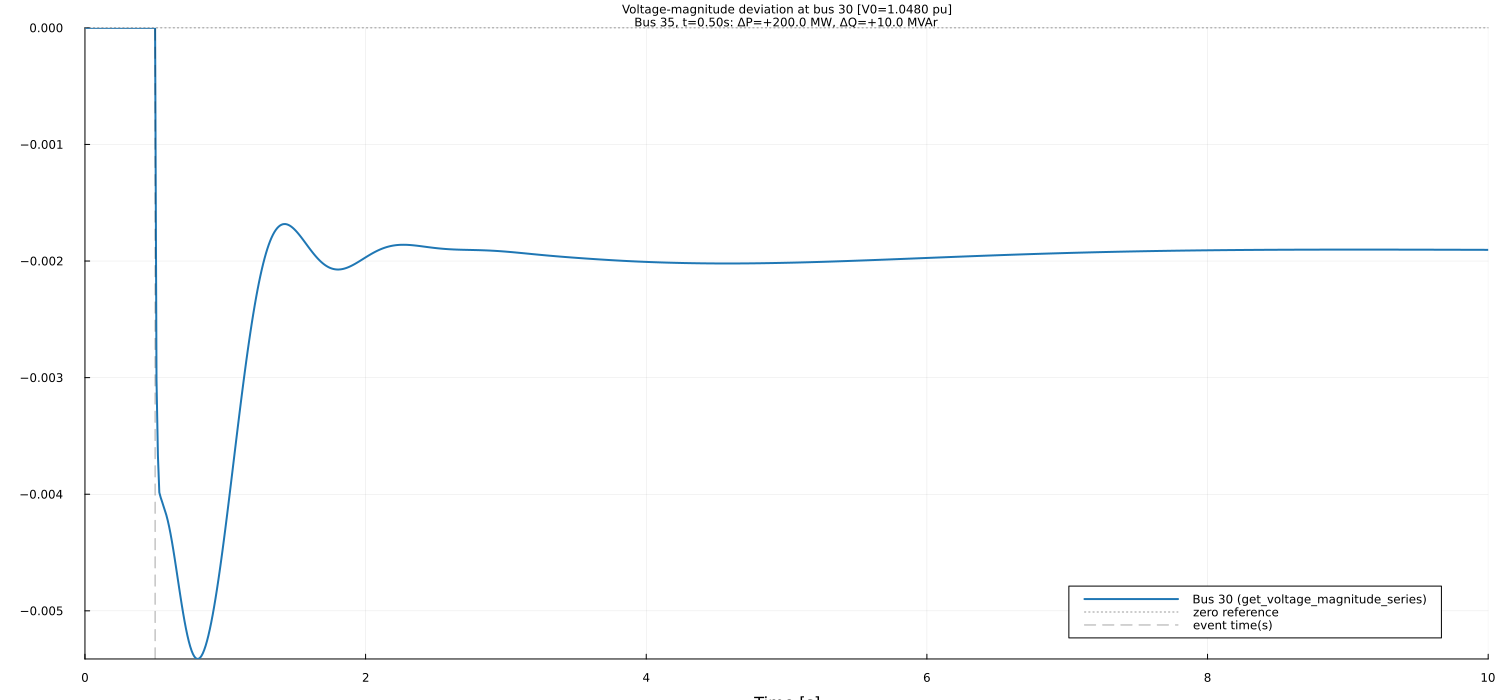 Voltage-magnitude deviation at bus 30 [V0=1.0480 pu]
Bus 35, t=0.50s: ΔP=+200.0 MW, ΔQ=+10.0 MVAr
0.000
−0.001
−0.002
−0.003
−0.004
−0.005
Bus 30 (get_voltage_magnitude_series)
zero reference
event time(s)
0 2 4 6 8 10
Time [s]